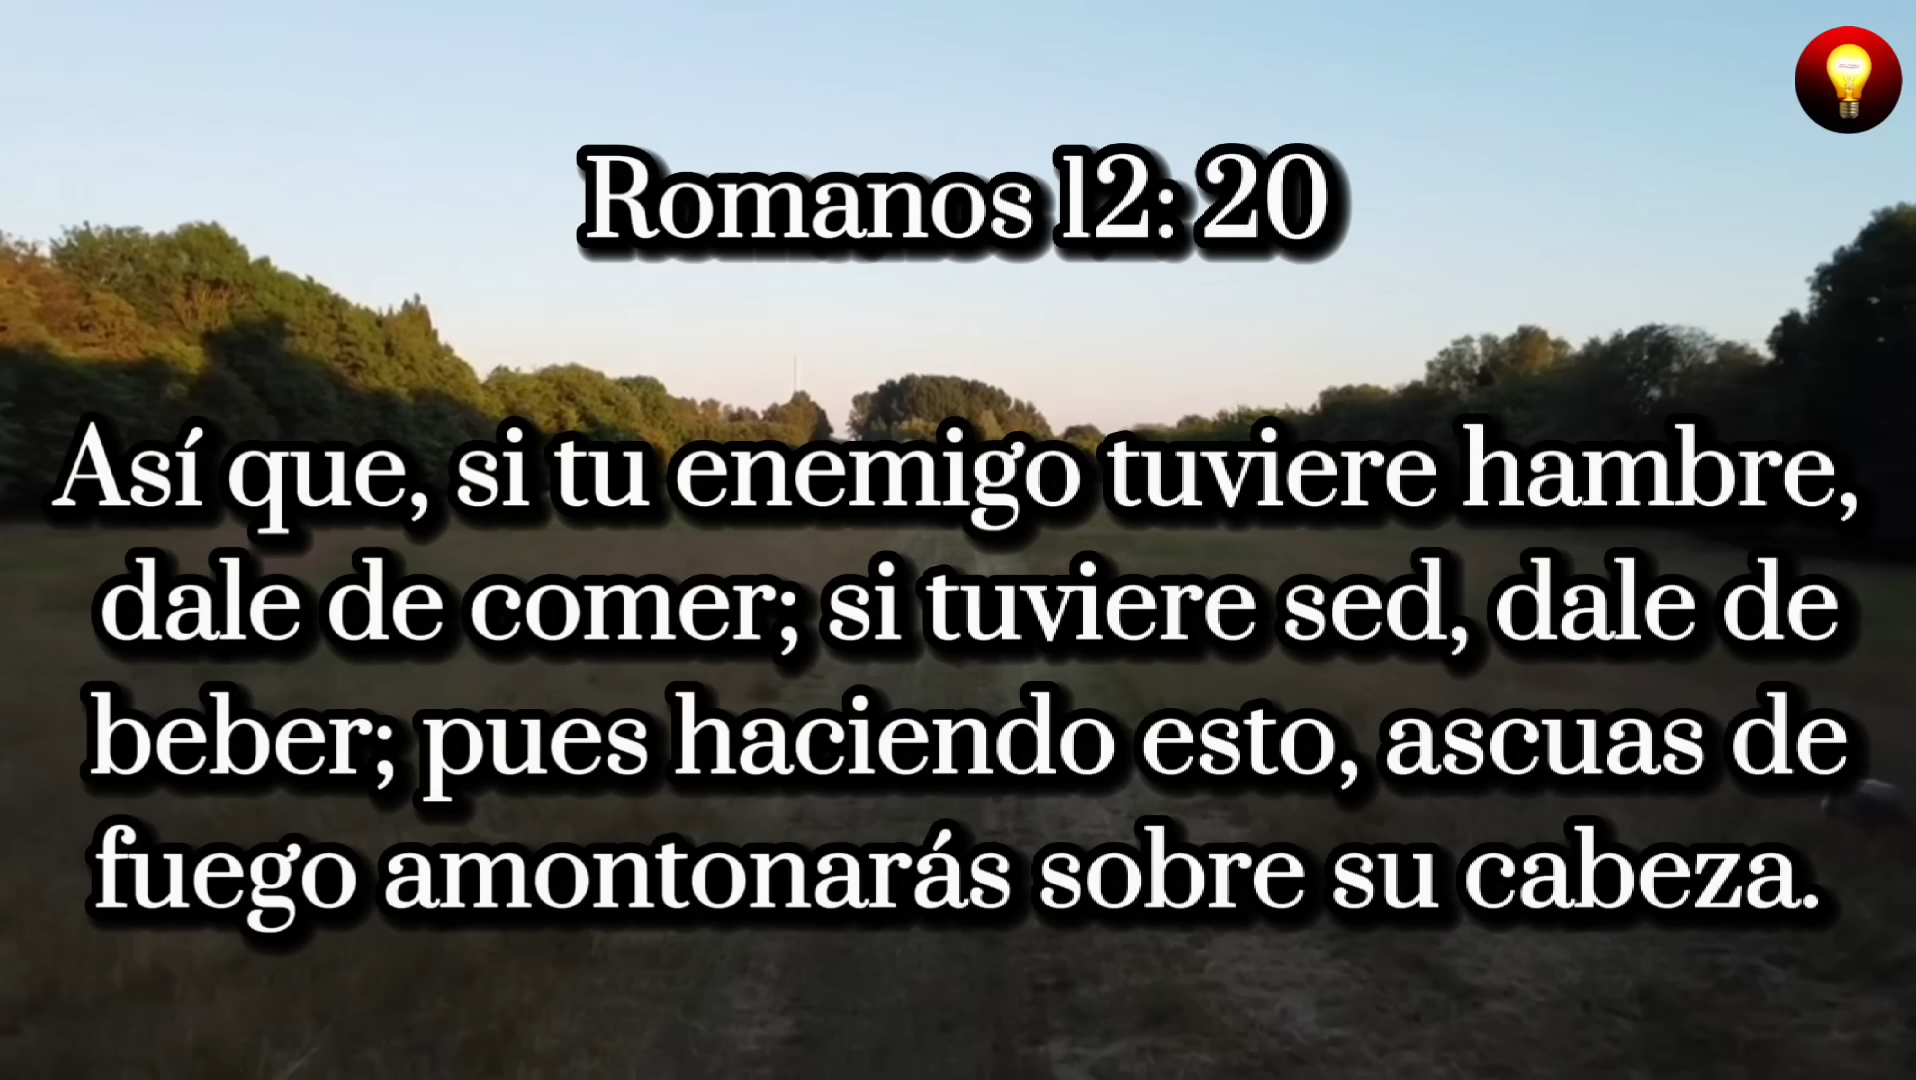 Romanos 12: 20
Así que, si tu enemigo tuviere hambre,
dale de comer; si tuviere sed, dale de
beber; pues haciendo esto, ascuas de
fuego amontonarás sobre su cabeza.